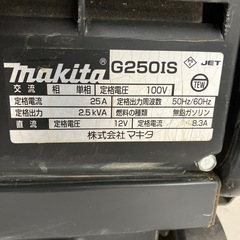 makita G250IS JET TEW
交流 相 単相 定格電圧 100V
定格電流 25A 定格出力周波数 50Hz/60Hz
定格出力 2.5kVA 燃料の種類 無鉛ガソリン
直流 定格電圧 12V 定格電流 8.3A
株式会社 マキタ